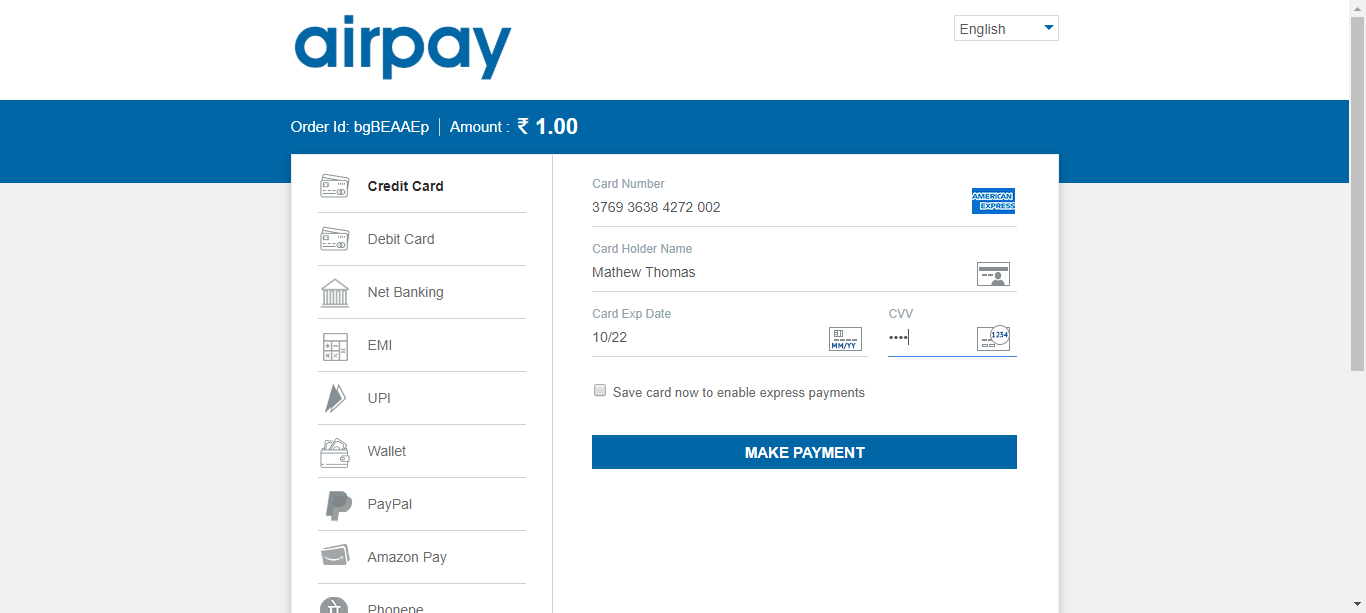 airpay
English
Order Id: bgBEAAEp | Amount : ₹ 1.00
Credit Card
Debit Card
Net Banking
EMI
UPI
Wallet
PayPal
Amazon Pay
Phonepe
Card Number
3769 3638 4272 002
AMERICAN
EXPRESS
Card Holder Name
Mathew Thomas
Card Exp Date
10/22
MM/YY
CVV
••••
1234
Save card now to enable express payments
MAKE PAYMENT